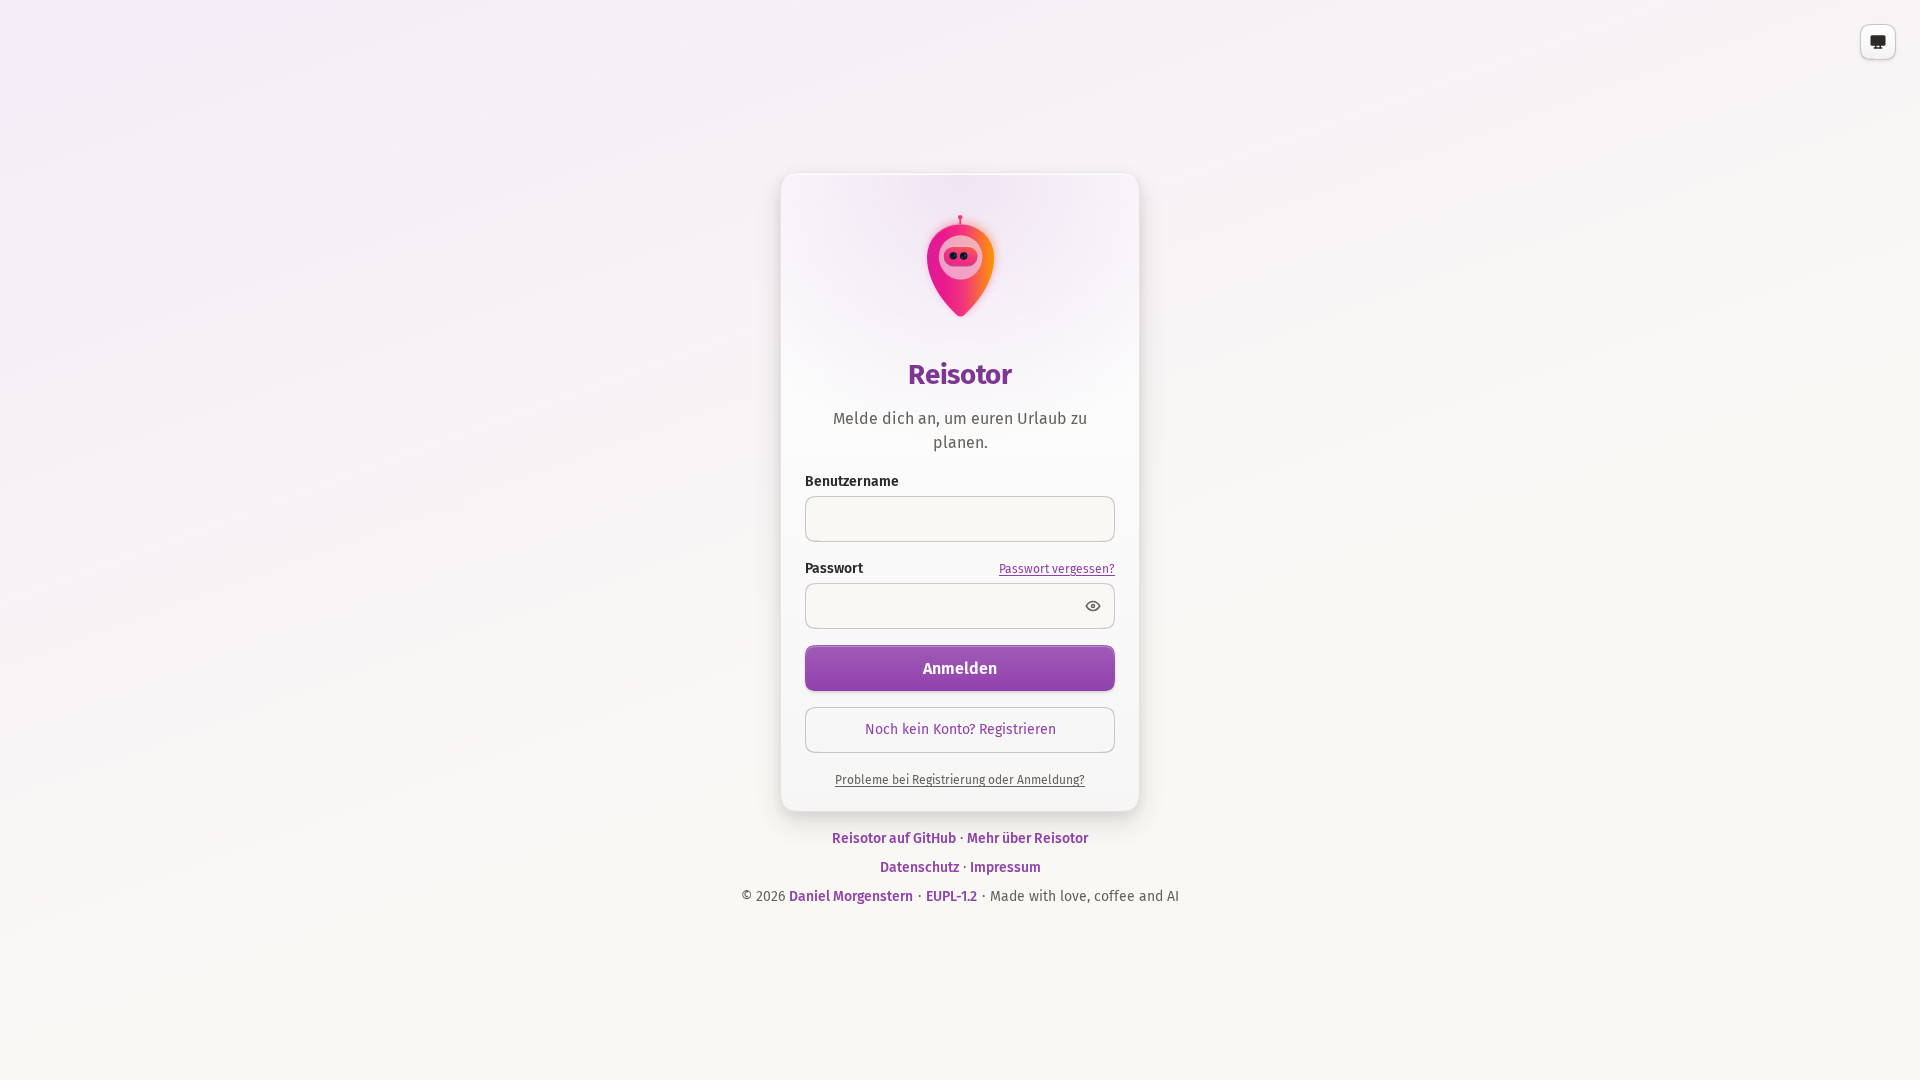 Reisotor
Melde dich an, um euren Urlaub zu
planen.
Benutzername
Passwort
Passwort vergessen?
Anmelden
Noch kein Konto? Registrieren
Probleme bei Registrierung oder Anmeldung?
Reisotor auf GitHub · Mehr über Reisotor
Datenschutz · Impressum
© 2026 Daniel Morgenstern · EUPL-1.2 · Made with love, coffee and AI